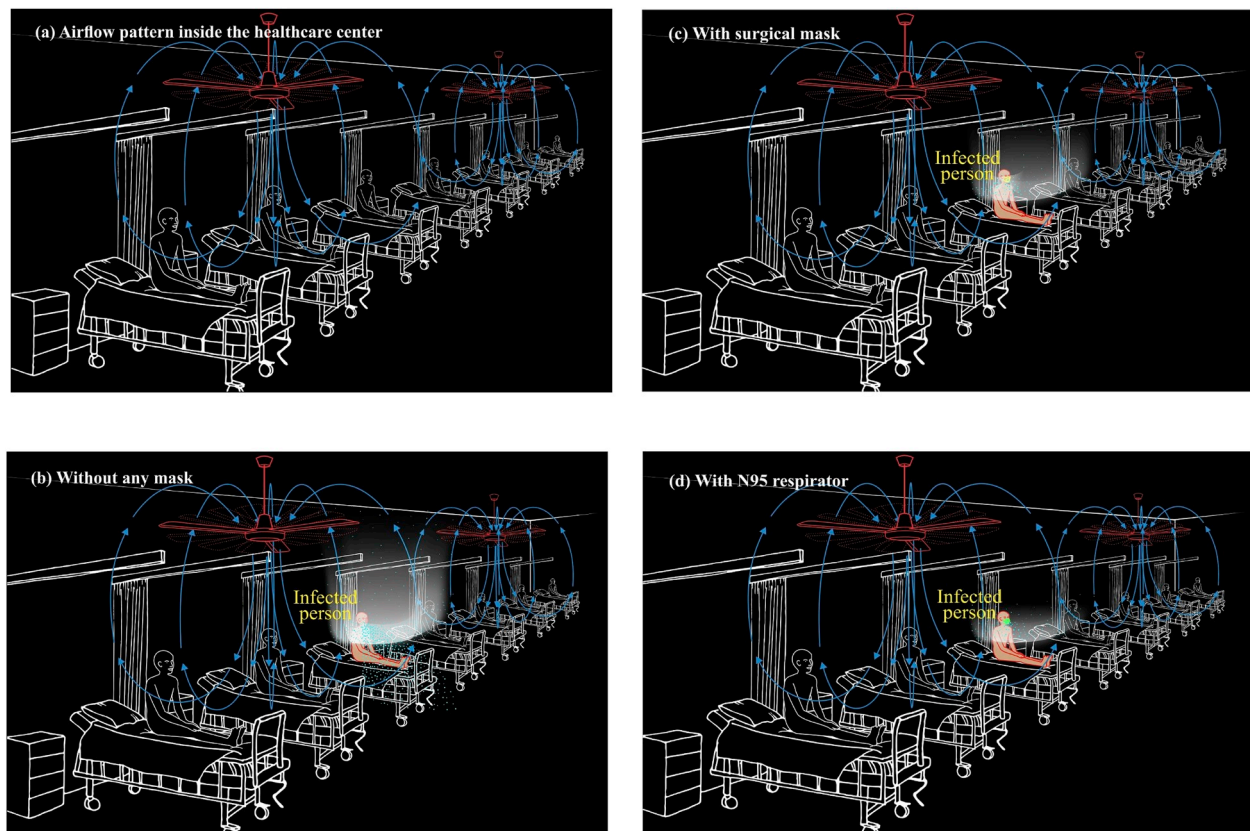 (a) Airflow pattern inside the healthcare center
(c) With surgical mask
Infected
person
(b) Without any mask
Infected
person
(d) With N95 respirator
Infected
person